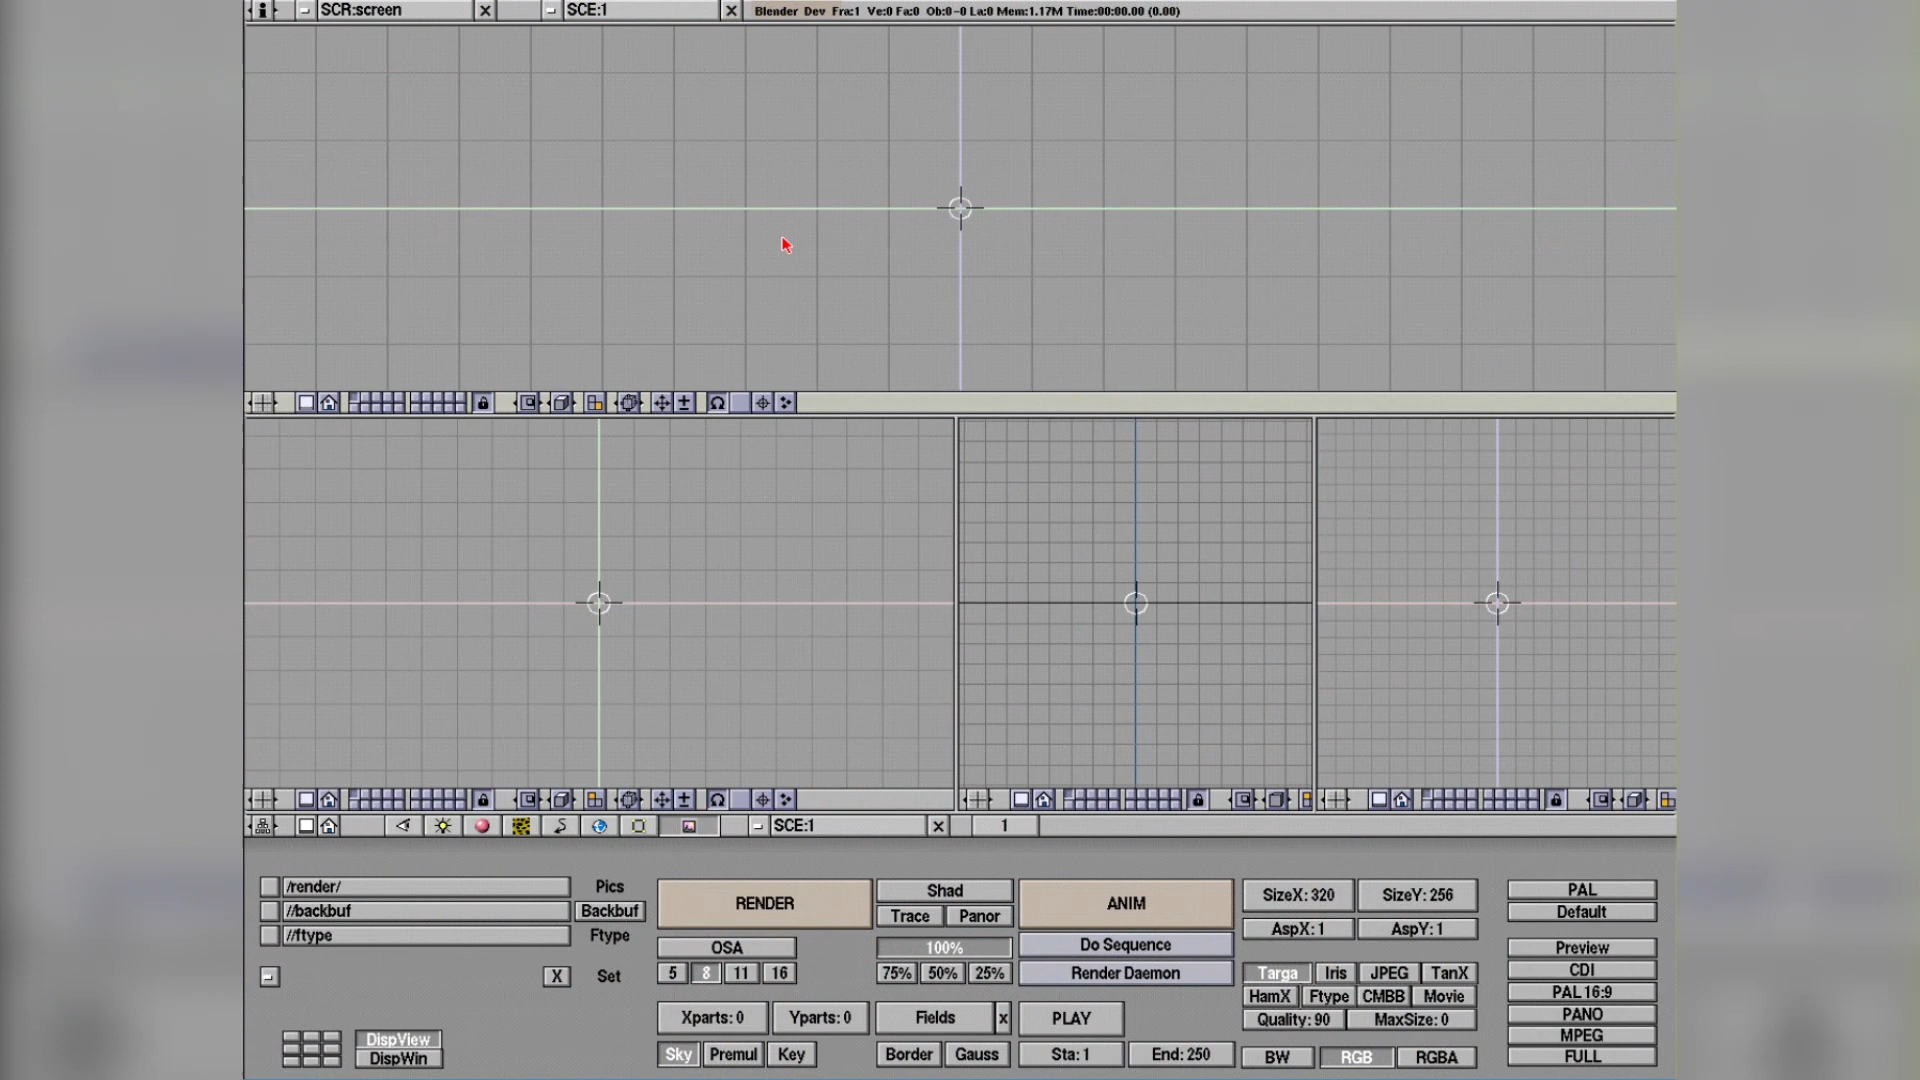 SCR:screen X SCE:1 X Blender Dev Fra:1 Ve:0 Fa:0 Ob:0-0 La:0 Mem:1.17M Time:00:00.00 (0.00)
SCE:1 X 1
/render/ Pics RENDER Shad ANIM SizeX: 320 SizeY: 256 PAL
//backbuf Backbuf Trace Panor AspX: 1 AspY: 1 Default
//ftype Ftype OSA 100% Do Sequence Preview
X Set 5 8 11 16 75% 50% 25% Render Daemon Targa Iris JPEG TanX CDI
HamX Ftype CMBB Movie PAL 16:9
Xparts: 0 Yparts: 0 Fields x PLAY Quality: 90 MaxSize: 0 PANO
DispView MPEG
DispWin Sky Premul Key Border Gauss Sta: 1 End: 250 BW RGB RGBA FULL